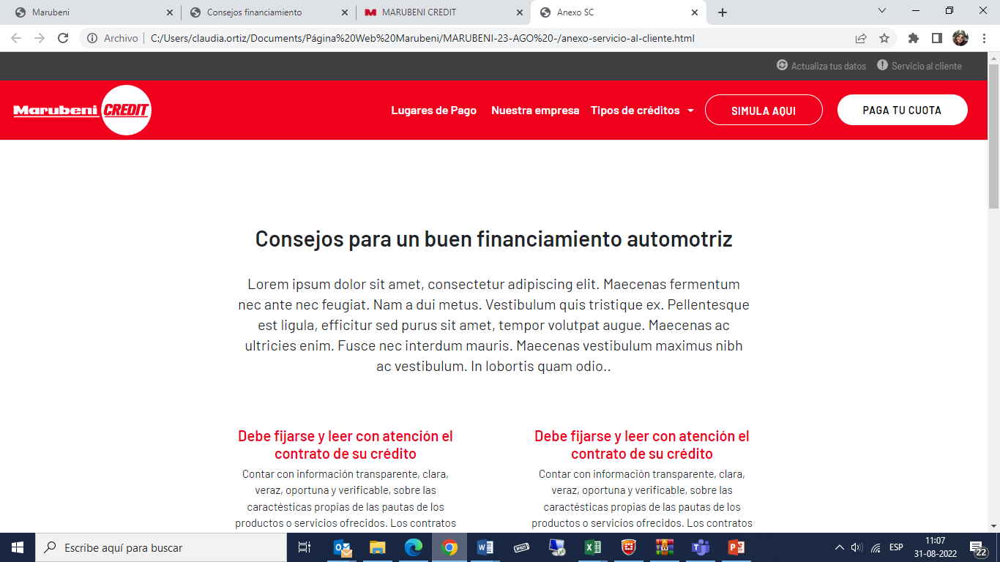 Marubeni
Consejos financiamiento
MARUBENI CREDIT
Anexo SC
Archivo
C:/Users/claudia.ortiz/Documents/Página%20Web%20Marubeni/MARUBENI-23-AGO%20-/anexo-servicio-al-cliente.html
Actualiza tus datos
Servicio al cliente
Marubeni CREDIT
Lugares de Pago
Nuestra empresa
Tipos de créditos
SIMULA AQUI
PAGA TU CUOTA
Consejos para un buen financiamiento automotriz
Lorem ipsum dolor sit amet, consectetur adipiscing elit. Maecenas fermentum
nec ante nec feugiat. Nam a dui metus. Vestibulum quis tristique ex. Pellentesque
est ligula, efficitur sed purus sit amet, tempor volutpat augue. Maecenas ac
ultricies enim. Fusce nec interdum mauris. Maecenas vestibulum maximus nibh
ac vestibulum. In lobortis quam odio..
Debe fijarse y leer con atención el
contrato de su crédito
Contar con información transparente, clara,
veraz, oportuna y verificable, sobre las
caractésticas propias de las pautas de los
productos o servicios ofrecidos. Los contratos
Debe fijarse y leer con atención el
contrato de su crédito
Contar con información transparente, clara,
veraz, oportuna y verificable, sobre las
caractésticas propias de las pautas de los
productos o servicios ofrecidos. Los contratos
Escribe aquí para buscar
ESP
11:07
31-08-2022
22